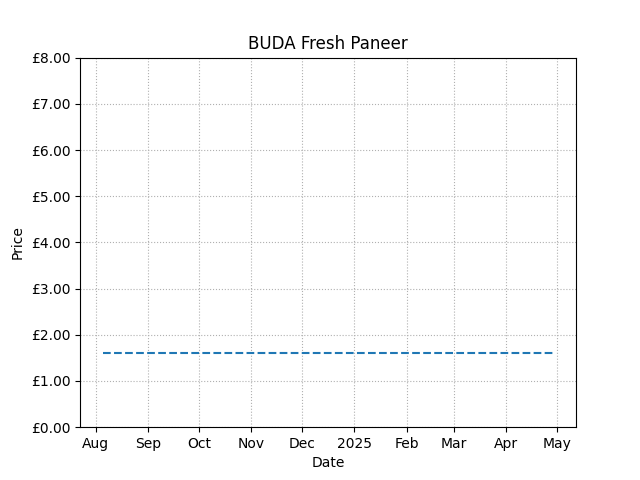 BUDA Fresh Paneer
£8.00
£7.00
£6.00
£5.00
£4.00
£3.00
£2.00
£1.00
£0.00
Price
Aug Sep Oct Nov Dec 2025 Feb Mar Apr May
Date